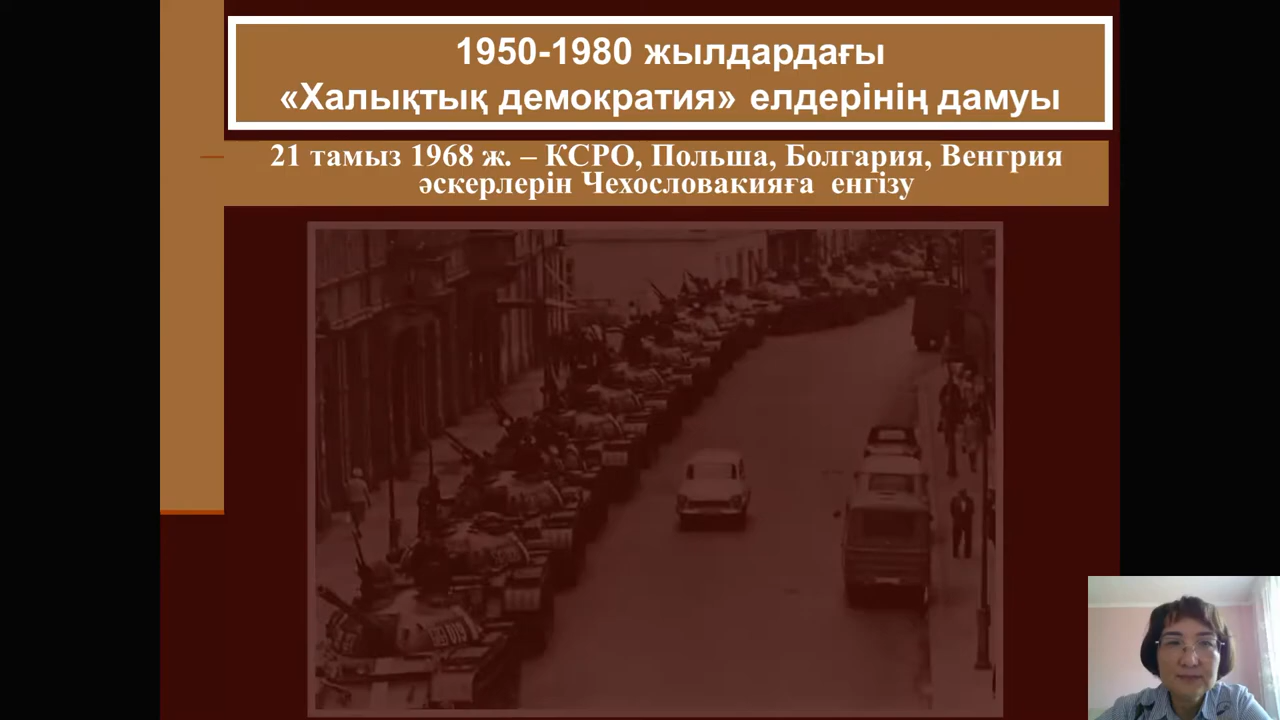 1950-1980 жылдардағы
«Халықтық демократия» елдерінің дамуы
21 тамыз 1968 ж. – КСРО, Польша, Болгария, Венгрия
әскерлерін Чехословакияға енгізу